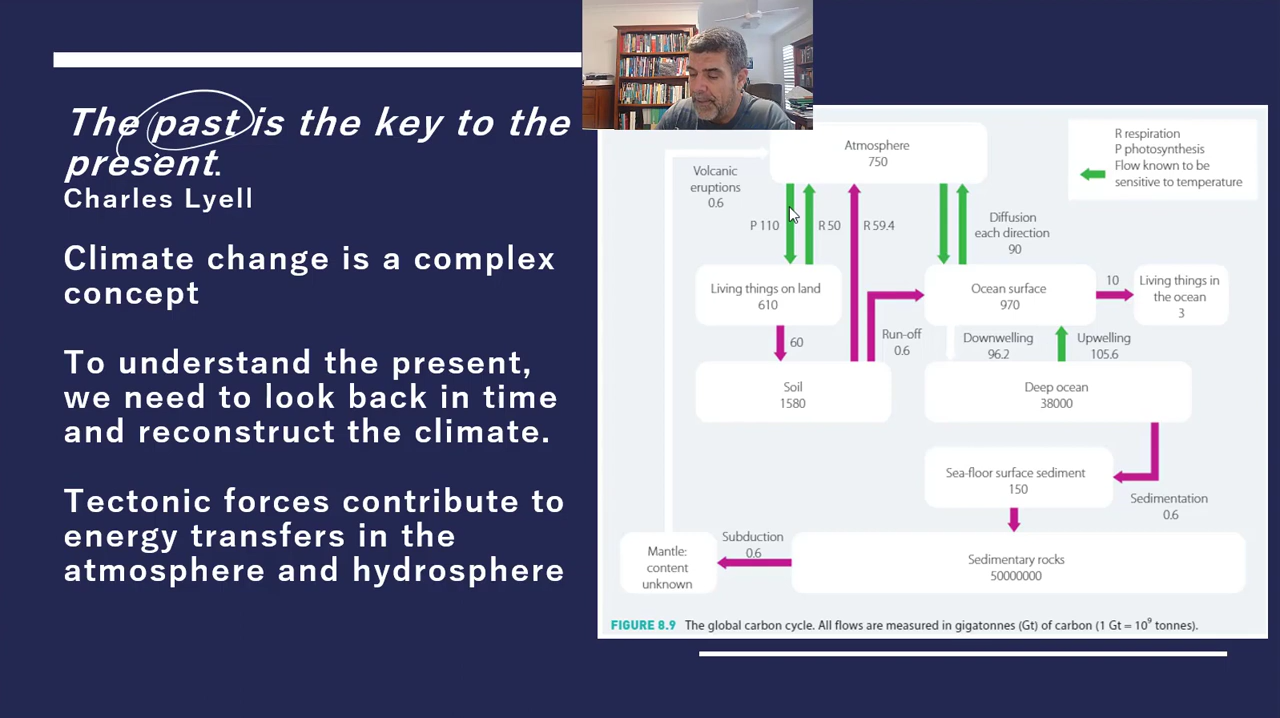 The past is the key to the
present.
Charles Lyell
Climate change is a complex
concept
To understand the present,
we need to look back in time
and reconstruct the climate.
Tectonic forces contribute to
energy transfers in the
atmosphere and hydrosphere
Atmosphere
750
R respiration
P photosynthesis
Flow known to be
sensitive to temperature
Volcanic
eruptions
0.6
P 110
R 50
R 59.4
Diffusion
each direction
90
Living things on land
610
Ocean surface
970
10
Living things in
the ocean
3
60
Run-off
0.6
Downwelling
96.2
Upwelling
105.6
Soil
1580
Deep ocean
38000
Sea-floor surface sediment
150
Sedimentation
0.6
Mantle:
content
unknown
Subduction
0.6
Sedimentary rocks
50000000
FIGURE 8.9 The global carbon cycle. All flows are measured in gigatonnes (Gt) of carbon (1 Gt = 10⁹ tonnes).